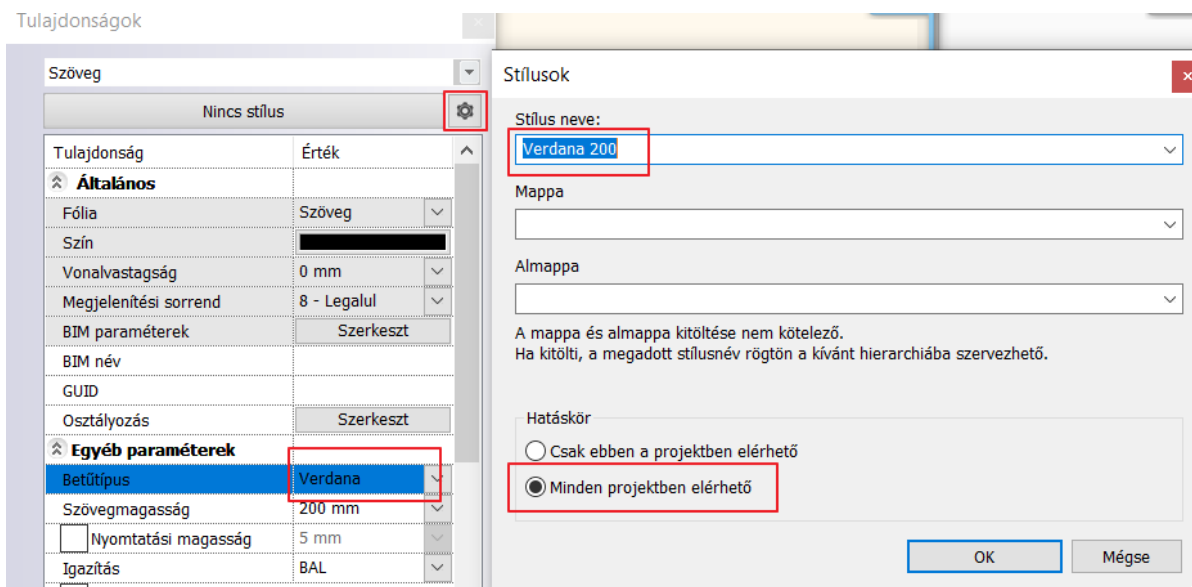 Tulajdonságok
Szöveg
Nincs stílus
Tulajdonság Érték
Általános
Fólia Szöveg
Szín
Vonalvastagság 0 mm
Megjelenítési sorrend 8 - Legalul
BIM paraméterek Szerkeszt
BIM név
GUID
Osztályozás Szerkeszt
Egyéb paraméterek
Betűtípus Verdana
Szövegmagasság 200 mm
Nyomtatási magasság 5 mm
Igazítás BAL
Stílusok
Stílus neve:
Verdana 200
Mappa
Almappa
A mappa és almappa kitöltése nem kötelező.
Ha kitölti, a megadott stílusnév rögtön a kívánt hierarchiába szervezhető.
Hatáskör
Csak ebben a projektben elérhető
Minden projektben elérhető
OK Mégse